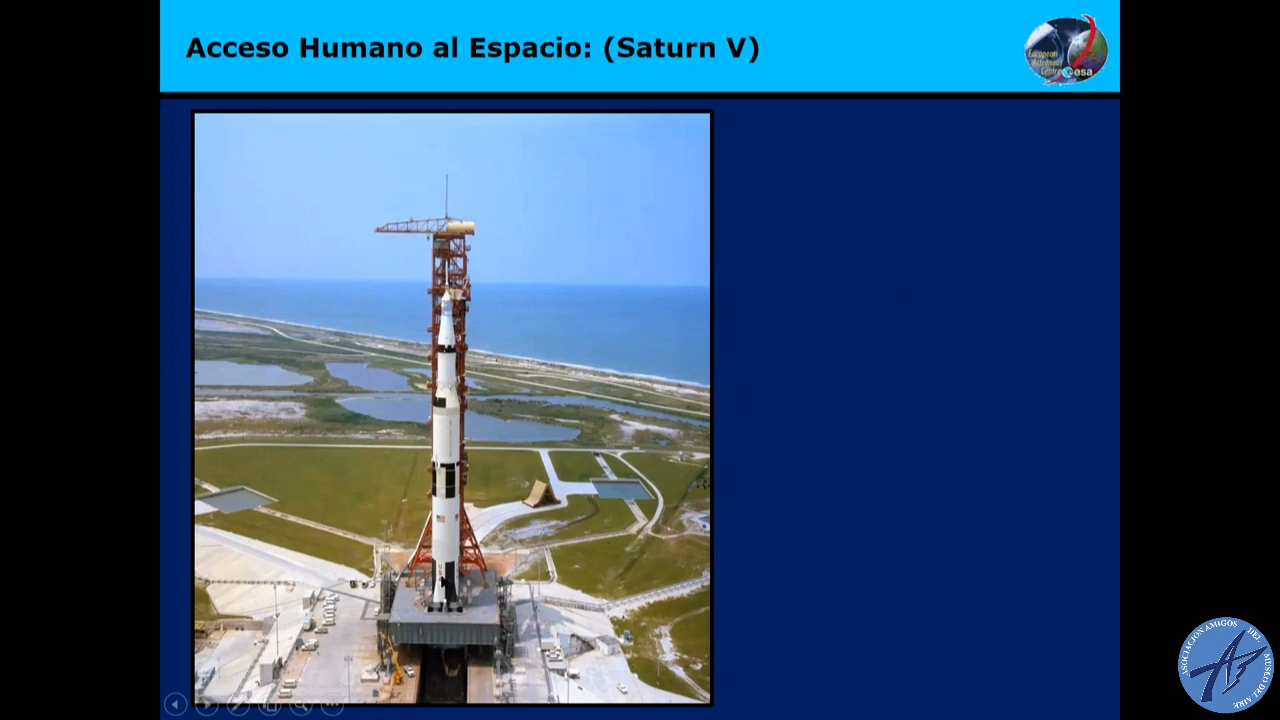 Acceso Humano al Espacio: (Saturn V)
European
Astronaut
Centre
esa
ASOCIACION AMIGOS DEL MUSEO DEL AIRE